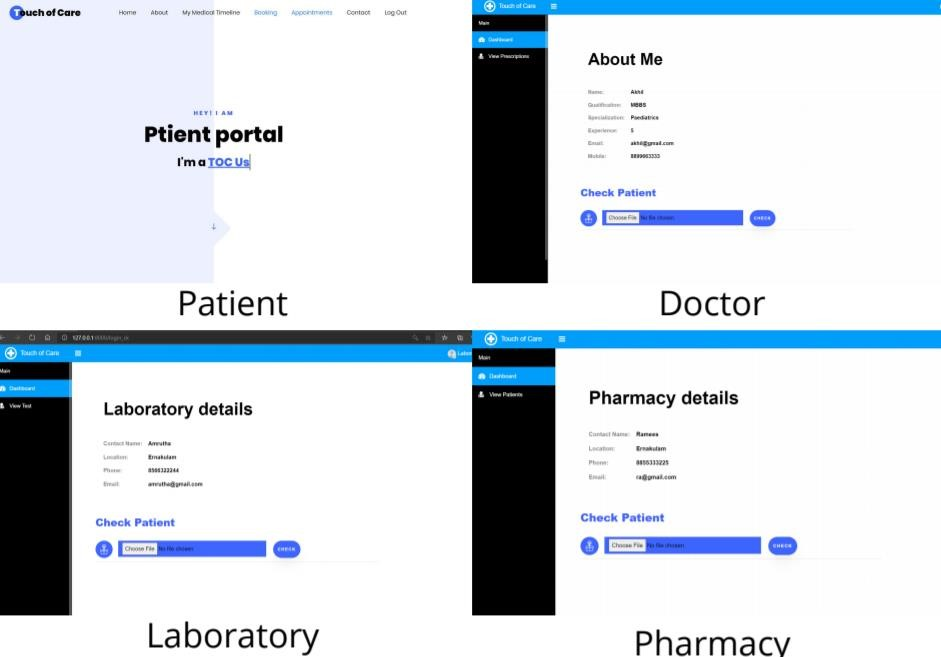 Touch of Care Home About My Medical Timeline Booking Appointments Contact Log Out
HEY! I AM
Ptient portal
I'm a TOC Us
Patient
Touch of Care
Main
Dashboard
View Prescriptions
About Me
Name: Akhil
Qualification: MBBS
Specialization: Paediatrics
Experience: 5
Email: akhil@gmail.com
Mobile: 8899663333
Check Patient
Choose File No file chosen CHECK
Doctor
127.0.0.1
Touch of Care
Main
Dashboard
View Test
Laboratory details
Contact Name: Amrutha
Location: Ernakulam
Phone: 8566322244
Email: amrutha@gmail.com
Check Patient
Choose File No file chosen CHECK
Laboratory
Touch of Care
Main
Dashboard
View Patients
Pharmacy details
Contact Name: Ramees
Location: Ernakulam
Phone: 8855333225
Email: ra@gmail.com
Check Patient
Choose File No file chosen CHECK
Pharmacy